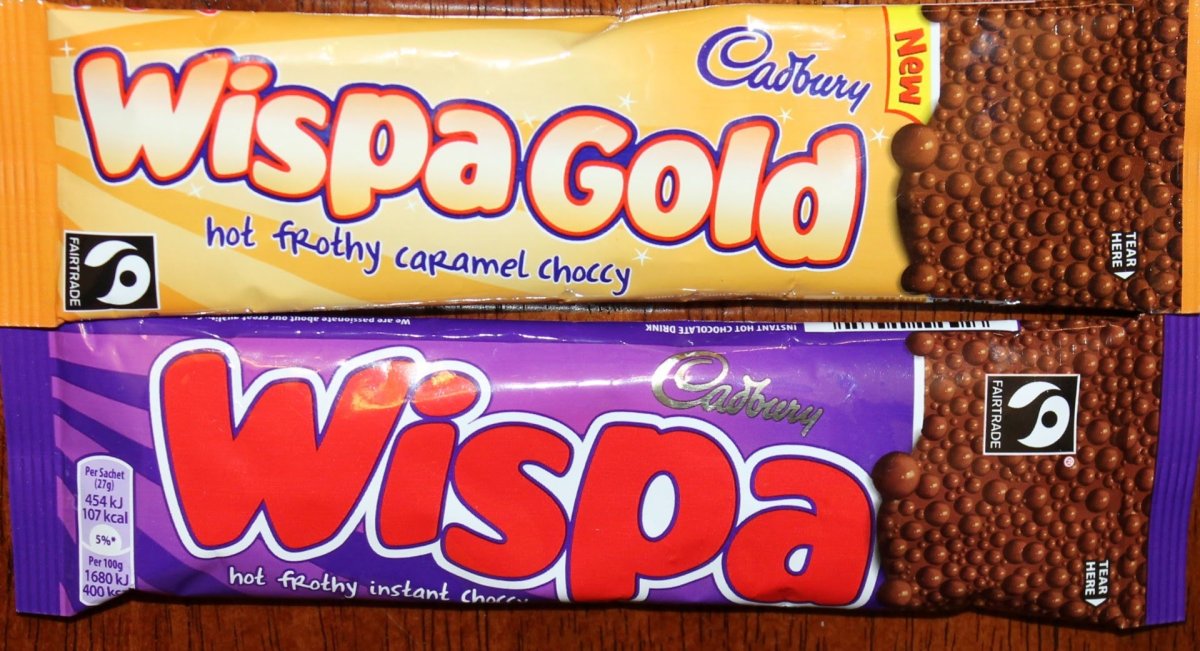 Cadbury
New
Wispa Gold
hot frothy caramel choccy
FAIRTRADE
TEAR
HERE
We are passionate about our great
INSTANT HOT CHOCOLATE DRINK
Cadbury
Wispa
FAIRTRADE
Per Sachet
(27g)
454 kJ
107 kcal
5%*
Per 100g
1680 kJ
400
hot frothy instant choccy
TEAR
HERE